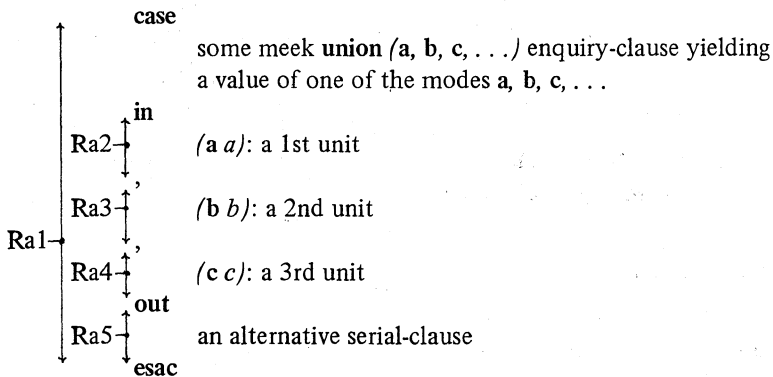 case
some meek union (a, b, c, . . .) enquiry-clause yielding
a value of one of the modes a, b, c, . . .
in
Ra2 (a a): a 1st unit
,
Ra3 (b b): a 2nd unit
Ra1 ,
Ra4 (c c): a 3rd unit
out
Ra5 an alternative serial-clause
esac